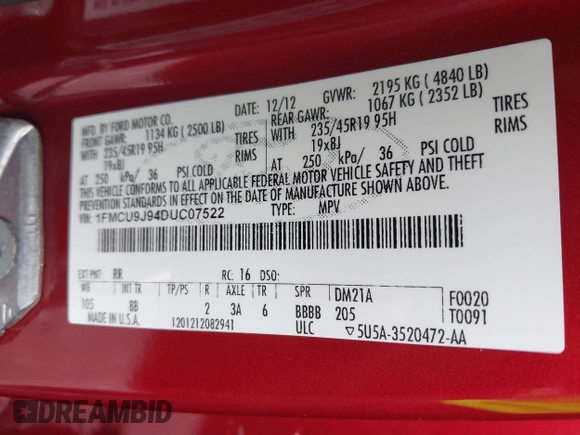 MFD. BY FORD MOTOR CO. DATE: 12/12 GVWR: 2195 KG ( 4840 LB)
FRONT GAWR: 1134 KG ( 2500 LB) REAR GAWR: 1067 KG ( 2352 LB)
WITH 235/45R19 95H TIRES WITH 235/45R19 95H TIRES
19x8J RIMS 19x8J RIMS
AT 250 kPa/ 36 PSI COLD AT 250 kPa/ 36 PSI COLD
THIS VEHICLE CONFORMS TO ALL APPLICABLE FEDERAL MOTOR VEHICLE SAFETY AND THEFT
PREVENTION STANDARDS IN EFFECT ON THE DATE OF MANUFACTURE SHOWN ABOVE.
VIN: 1FMCU9J94DUC07522 TYPE: MPV
EXT PNT: RR RC: 16 DSO:
WB INT TR TP/PS R AXLE TR SPR DM21A F0020
105 BB 2 3A 6 BBBB 205 T0091
MADE IN U.S.A. 1201212082941 ULC 5U5A-3520472-AA
DREAMBID